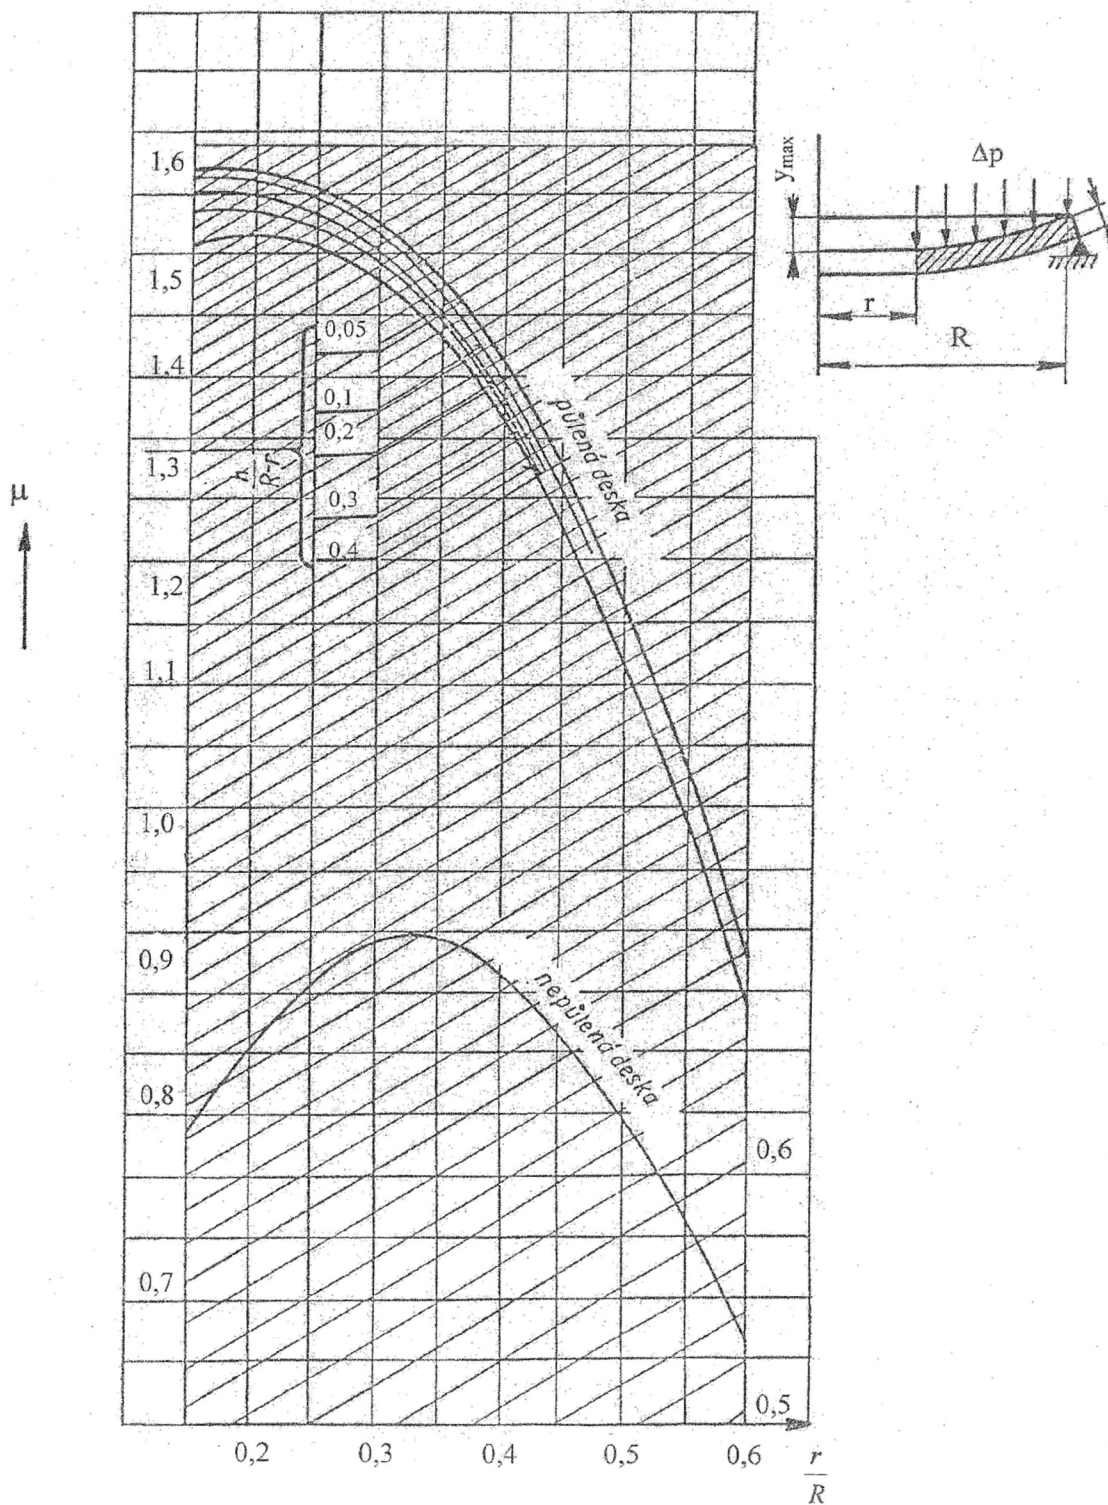 1,6
1,5
1,4
1,3
1,2
1,1
1,0
0,9
0,8
0,7
μ
0,05
0,1
0,2
0,3
0,4
h
R-r
půlená deska
nepůlená deska
0,6
0,5
0,2
0,3
0,4
0,5
0,6
r
R
ymax
Δp
r
R